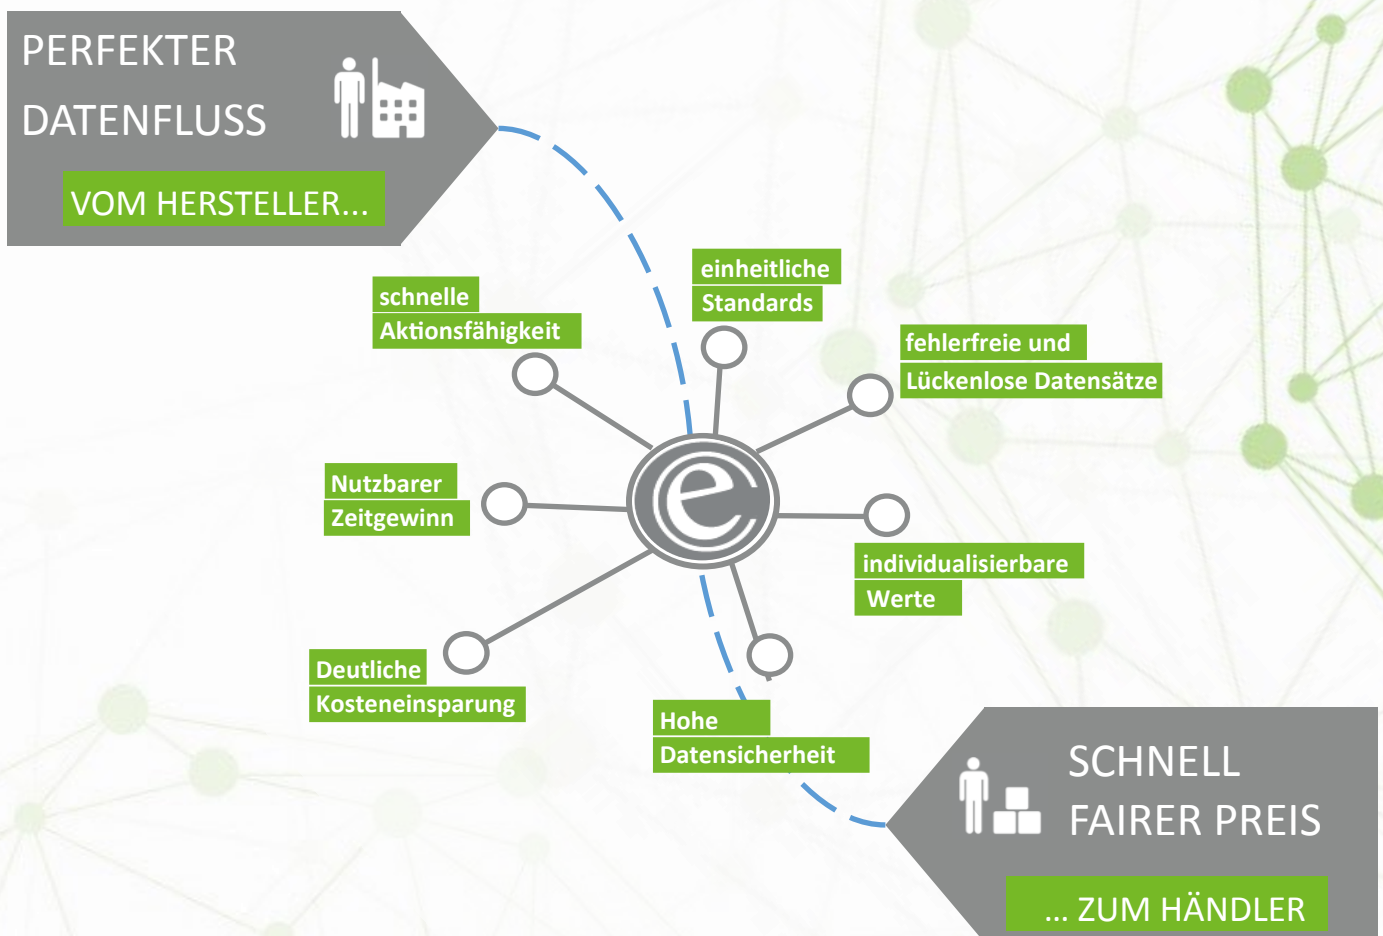 PERFEKTER
DATENFLUSS
VOM HERSTELLER...
schnelle
Aktionsfähigkeit
einheitliche
Standards
fehlerfreie und
Lückenlose Datensätze
Nutzbarer
Zeitgewinn
e
individualisierbare
Werte
Deutliche
Kosteneinsparung
Hohe
Datensicherheit
SCHNELL
FAIRER PREIS
... ZUM HÄNDLER